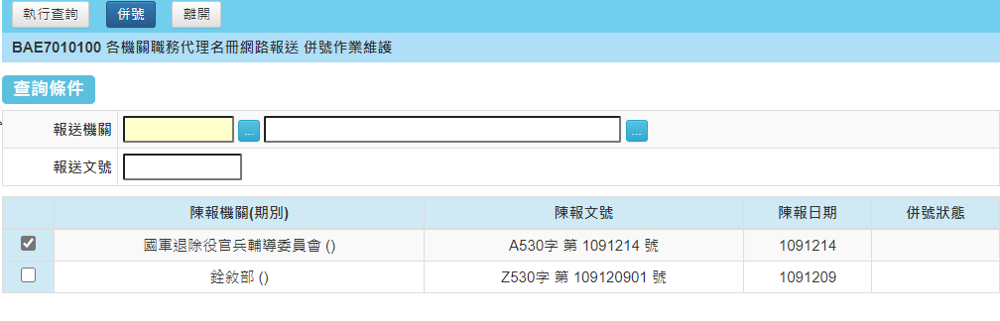 執行查詢 併號 離開
BAE7010100 各機關職務代理名冊網路報送 併號作業維護
查詢條件
報送機關 ... ...
報送文號
陳報機關(期別) 陳報文號 陳報日期 併號狀態
國軍退除役官兵輔導委員會 () A530字 第 1091214 號 1091214
銓敘部 () Z530字 第 109120901 號 1091209